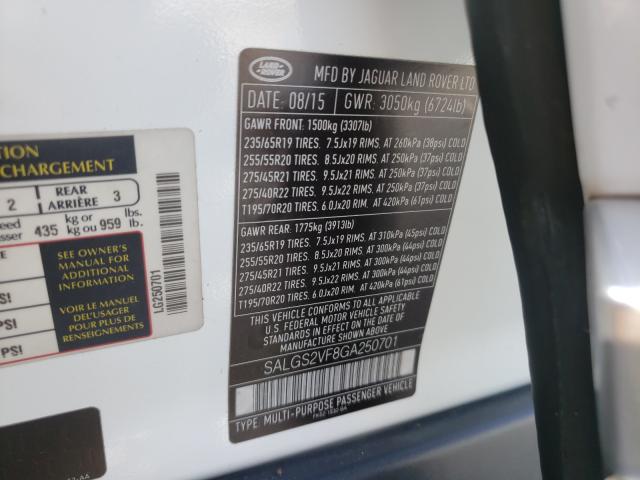 LAND
ROVER
MFD BY JAGUAR LAND ROVER LTD
DATE: 08/15 GWR: 3050kg (6724lb)
GAWR FRONT: 1500kg (3307lb)
235/65R19 TIRES. 7.5Jx19 RIMS. AT 260kPa (38psi) COLD
255/55R20 TIRES. 8.5Jx20 RIMS. AT 250kPa (37psi) COLD
275/45R21 TIRES. 9.5Jx21 RIMS. AT 250kPa (37psi) COLD
275/40R22 TIRES. 9.5Jx22 RIMS. AT 250kPa (37psi) COLD
T195/70R20 TIRES. 6.0Jx20 RIMS. AT 420kPa (61psi) COLD
GAWR REAR: 1775kg (3913lb)
235/65R19 TIRES. 7.5Jx19 RIMS. AT 310kPa (45psi) COLD
255/55R20 TIRES. 8.5Jx20 RIMS. AT 300kPa (44psi) COLD
275/45R21 TIRES. 9.5Jx21 RIMS. AT 300kPa (44psi) COLD
275/40R22 TIRES. 9.5Jx22 RIMS. AT 300kPa (44psi) COLD
T195/70R20 TIRES. 6.0Jx20 RIMS. AT 420kPa (61psi) COLD
THIS VEHICLE CONFORMS TO ALL APPLICABLE
U.S. FEDERAL MOTOR VEHICLE SAFETY STANDARDS
IN EFFECT ON THE DATE OF MANUFACTURE
SHOWN ABOVE.
SALGS2VF8GA250701
TYPE: MULTI-PURPOSE PASSENGER VEHICLE
CHARGEMENT
2 REAR
ARRIÈRE 3
435 kg or
kg ou 959 lbs.
lb.
SEE OWNER'S
MANUAL FOR
ADDITIONAL
INFORMATION
VOIR LE MANUEL
DEL'USAGER
POUR PLUS DE
RENSEIGNEMENTS
LG250701